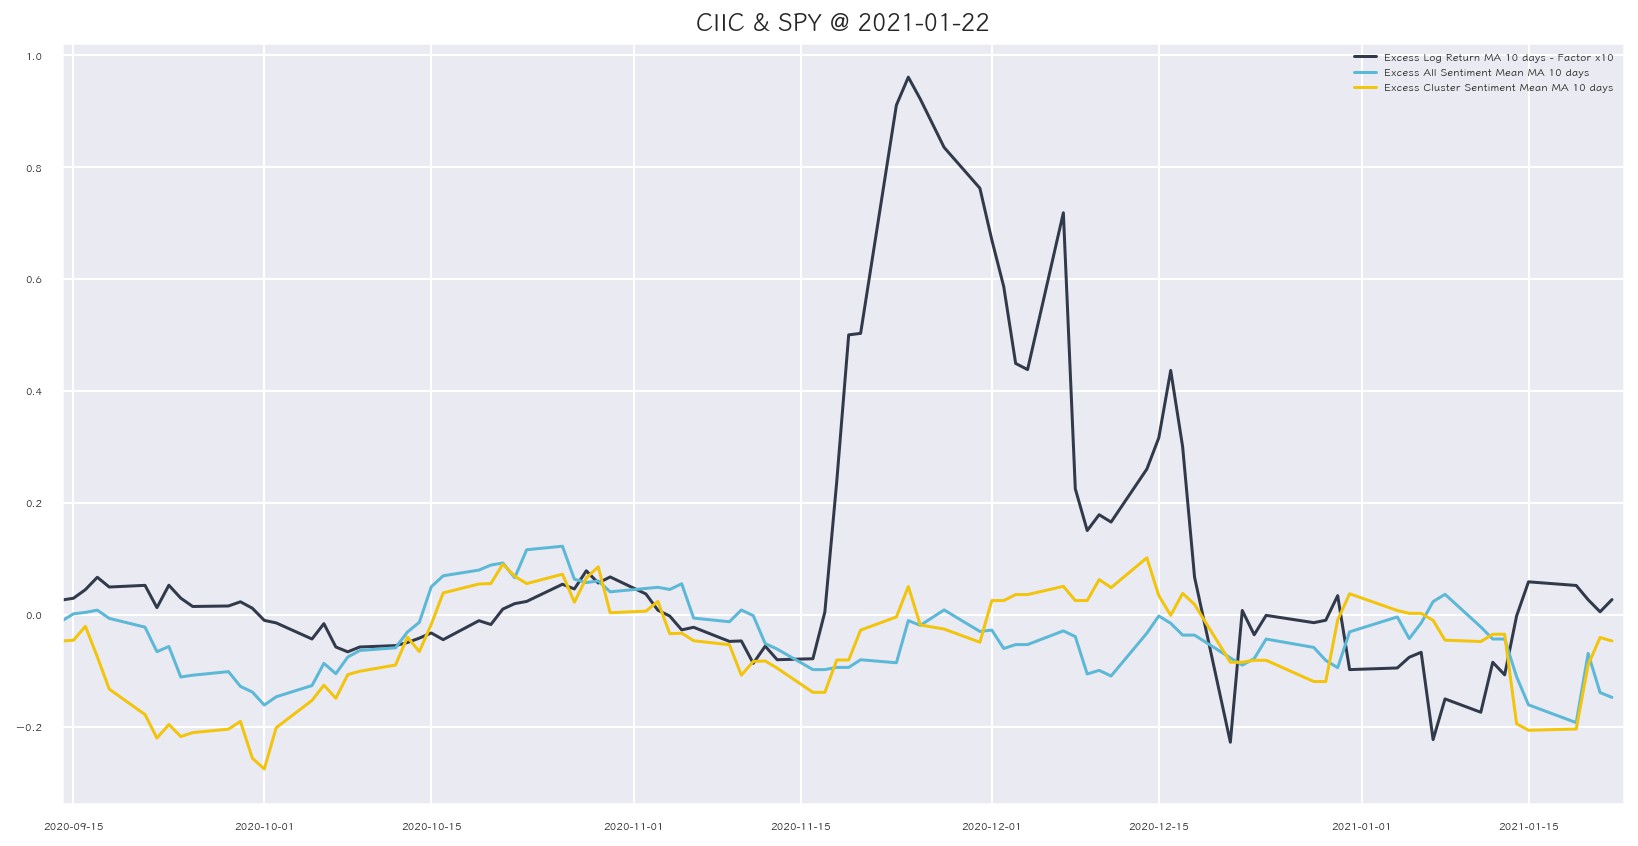 CIIC & SPY @ 2021-01-22
1.0
0.8
0.6
0.4
0.2
0.0
−0.2
Excess Log Return MA 10 days - Factor x10
Excess All Sentiment Mean MA 10 days
Excess Cluster Sentiment Mean MA 10 days
2020-09-15 2020-10-01 2020-10-15 2020-11-01 2020-11-15 2020-12-01 2020-12-15 2021-01-01 2021-01-15